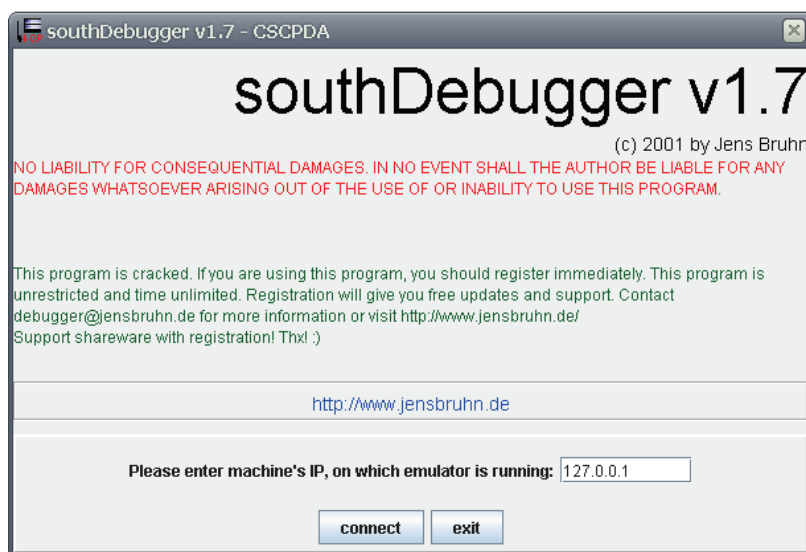 southDebugger v1.7 - CSCPDA
southDebugger v1.7
(c) 2001 by Jens Bruhn
NO LIABILITY FOR CONSEQUENTIAL DAMAGES. IN NO EVENT SHALL THE AUTHOR BE LIABLE FOR ANY
DAMAGES WHATSOEVER ARISING OUT OF THE USE OF OR INABILITY TO USE THIS PROGRAM.
This program is cracked. If you are using this program, you should register immediately. This program is
unrestricted and time unlimited. Registration will give you free updates and support. Contact
debugger@jensbruhn.de for more information or visit http://www.jensbruhn.de/
Support shareware with registration! Thx! :)
http://www.jensbruhn.de
Please enter machine's IP, on which emulator is running: 127.0.0.1
connect exit